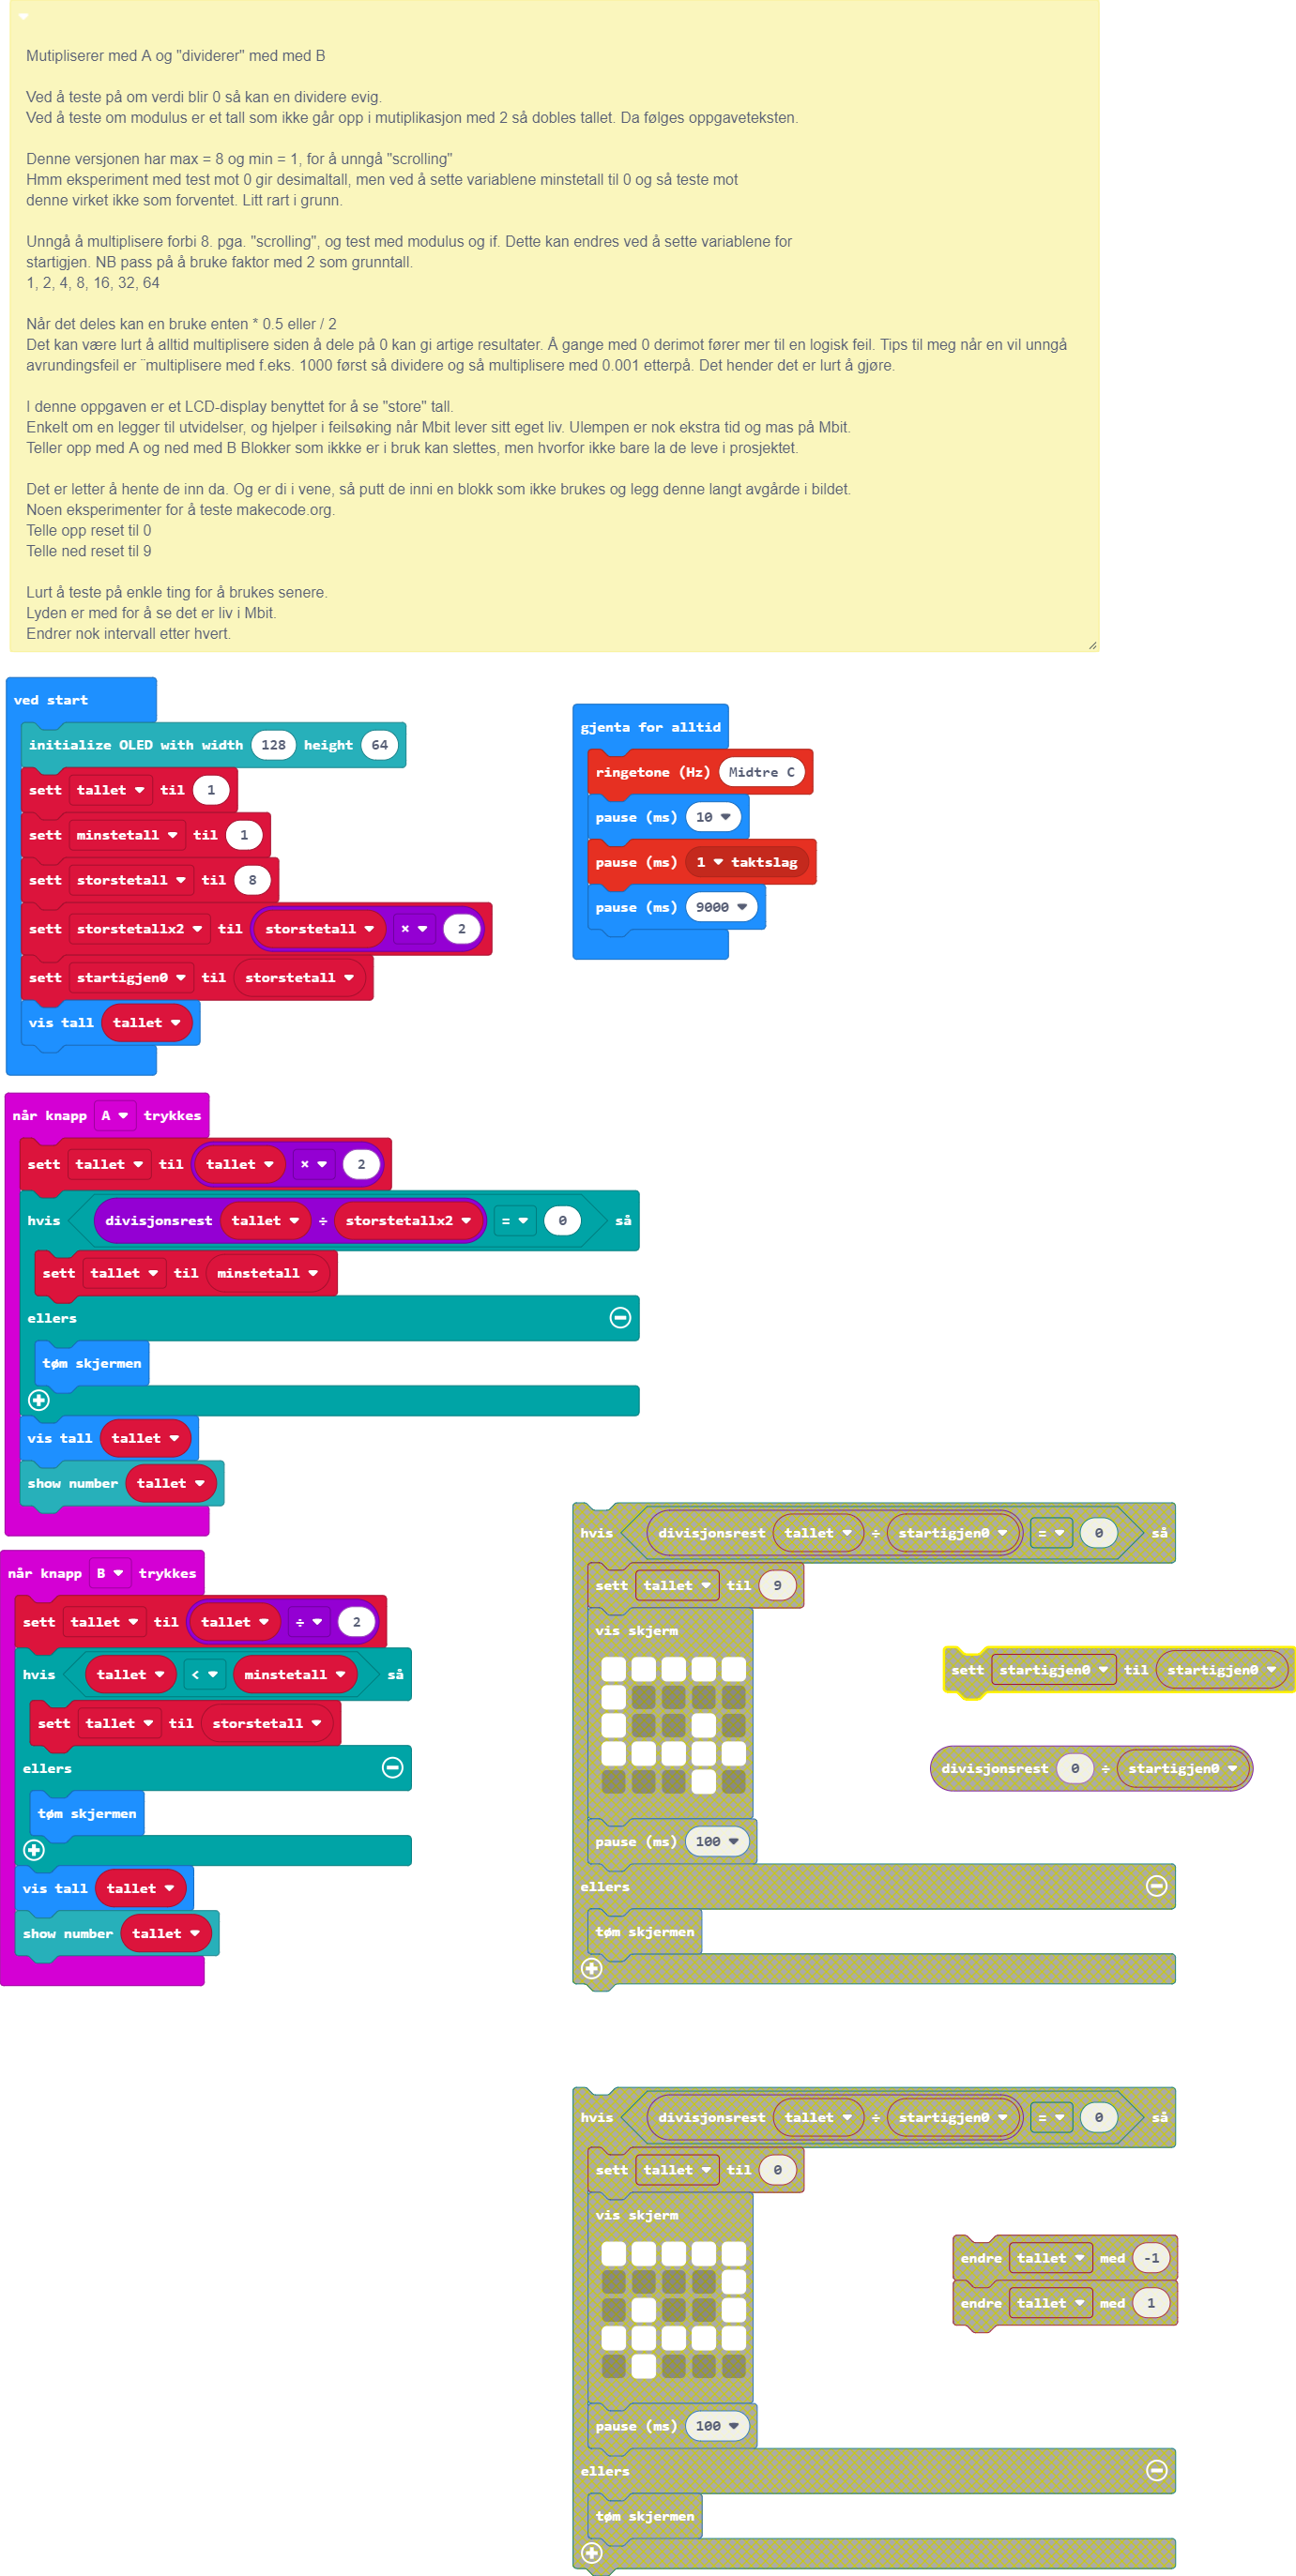 Mutipliserer med A og "dividerer" med med B
Ved å teste på om verdi blir 0 så kan en dividere evig.
Ved å teste om modulus er et tall som ikke går opp i mutiplikasjon med 2 så dobles tallet. Da følges oppgaveteksten.
Denne versjonen har max = 8 og min = 1, for å unngå "scrolling"
Hmm eksperiment med test mot 0 gir desimaltall, men ved å sette variablene minstetall til 0 og så teste mot
denne virket ikke som forventet. Litt rart i grunn.
Unngå å multiplisere forbi 8. pga. "scrolling", og test med modulus og if. Dette kan endres ved å sette variablene for
startigjen. NB pass på å bruke faktor med 2 som grunntall.
1, 2, 4, 8, 16, 32, 64
Når det deles kan en bruke enten * 0.5 eller / 2
Det kan være lurt å alltid multiplisere siden å dele på 0 kan gi artige resultater. Å gange med 0 derimot fører mer til en logisk feil. Tips til meg når en vil unngå
avrundingsfeil er ¨multiplisere med f.eks. 1000 først så dividere og så multiplisere med 0.001 etterpå. Det hender det er lurt å gjøre.
I denne oppgaven er et LCD-display benyttet for å se "store" tall.
Enkelt om en legger til utvidelser, og hjelper i feilsøking når Mbit lever sitt eget liv. Ulempen er nok ekstra tid og mas på Mbit.
Teller opp med A og ned med B Blokker som ikkke er i bruk kan slettes, men hvorfor ikke bare la de leve i prosjektet.
Det er letter å hente de inn da. Og er di i vene, så putt de inni en blokk som ikke brukes og legg denne langt avgårde i bildet.
Noen eksperimenter for å teste makecode.org.
Telle opp reset til 0
Telle ned reset til 9
Lurt å teste på enkle ting for å brukes senere.
Lyden er med for å se det er liv i Mbit.
Endrer nok intervall etter hvert.
ved start
initialize OLED with width 128 height 64
sett tallet til 1
sett minstetall til 1
sett storstetall til 8
sett storstetallx2 til storstetall × 2
sett startigjen0 til storstetall
vis tall tallet
gjenta for alltid
ringetone (Hz) Midtre C
pause (ms) 10
pause (ms) 1 taktslag
pause (ms) 9000
når knapp A trykkes
sett tallet til tallet × 2
hvis divisjonsrest tallet ÷ storstetallx2 = 0 så
sett tallet til minstetall
ellers
tøm skjermen
vis tall tallet
show number tallet
når knapp B trykkes
sett tallet til tallet ÷ 2
hvis tallet < minstetall så
sett tallet til storstetall
ellers
tøm skjermen
vis tall tallet
show number tallet
hvis divisjonsrest tallet ÷ startigjen0 = 0 så
sett tallet til 9
vis skjerm
pause (ms) 100
ellers
tøm skjermen
sett startigjen0 til startigjen0
divisjonsrest 0 ÷ startigjen0
hvis divisjonsrest tallet ÷ startigjen0 = 0 så
sett tallet til 0
vis skjerm
pause (ms) 100
ellers
tøm skjermen
endre tallet med -1
endre tallet med 1